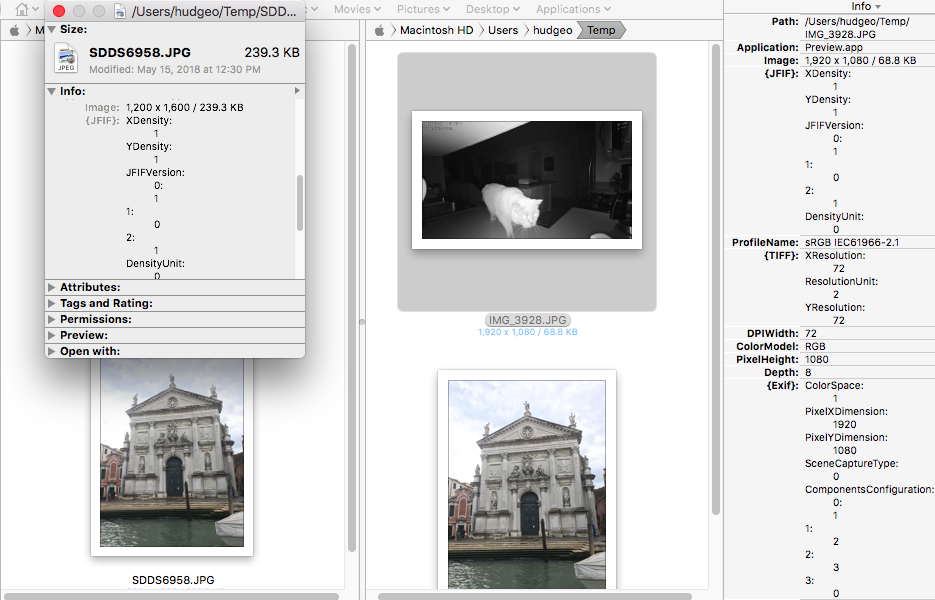 /Users/hudgeo/Temp/SDD...
Size:
SDDS6958.JPG 239.3 KB
Modified: May 15, 2018 at 12:30 PM
JPEG
Info:
Image: 1,200 x 1,600 / 239.3 KB
{JFIF}: XDensity:
1
YDensity:
1
JFIFVersion:
0:
1
1:
0
2:
1
DensityUnit:
0
Attributes:
Tags and Rating:
Permissions:
Preview:
Open with:
SDDS6958.JPG
Movies Pictures Desktop Applications
M
Macintosh HD Users hudgeo Temp
IMG_3928.JPG
1,920 x 1,080 / 68.8 KB
Info
Path: /Users/hudgeo/Temp/
IMG_3928.JPG
Application: Preview.app
Image: 1,920 x 1,080 / 68.8 KB
{JFIF}: XDensity:
1
YDensity:
1
JFIFVersion:
0:
1
1:
0
2:
1
DensityUnit:
0
ProfileName: sRGB IEC61966-2.1
{TIFF}: XResolution:
72
ResolutionUnit:
2
YResolution:
72
DPIWidth: 72
ColorModel: RGB
PixelHeight: 1080
Depth: 8
{Exif}: ColorSpace:
1
PixelXDimension:
1920
PixelYDimension:
1080
SceneCaptureType:
0
ComponentsConfiguration:
0:
1
1:
2
2:
3
3:
0